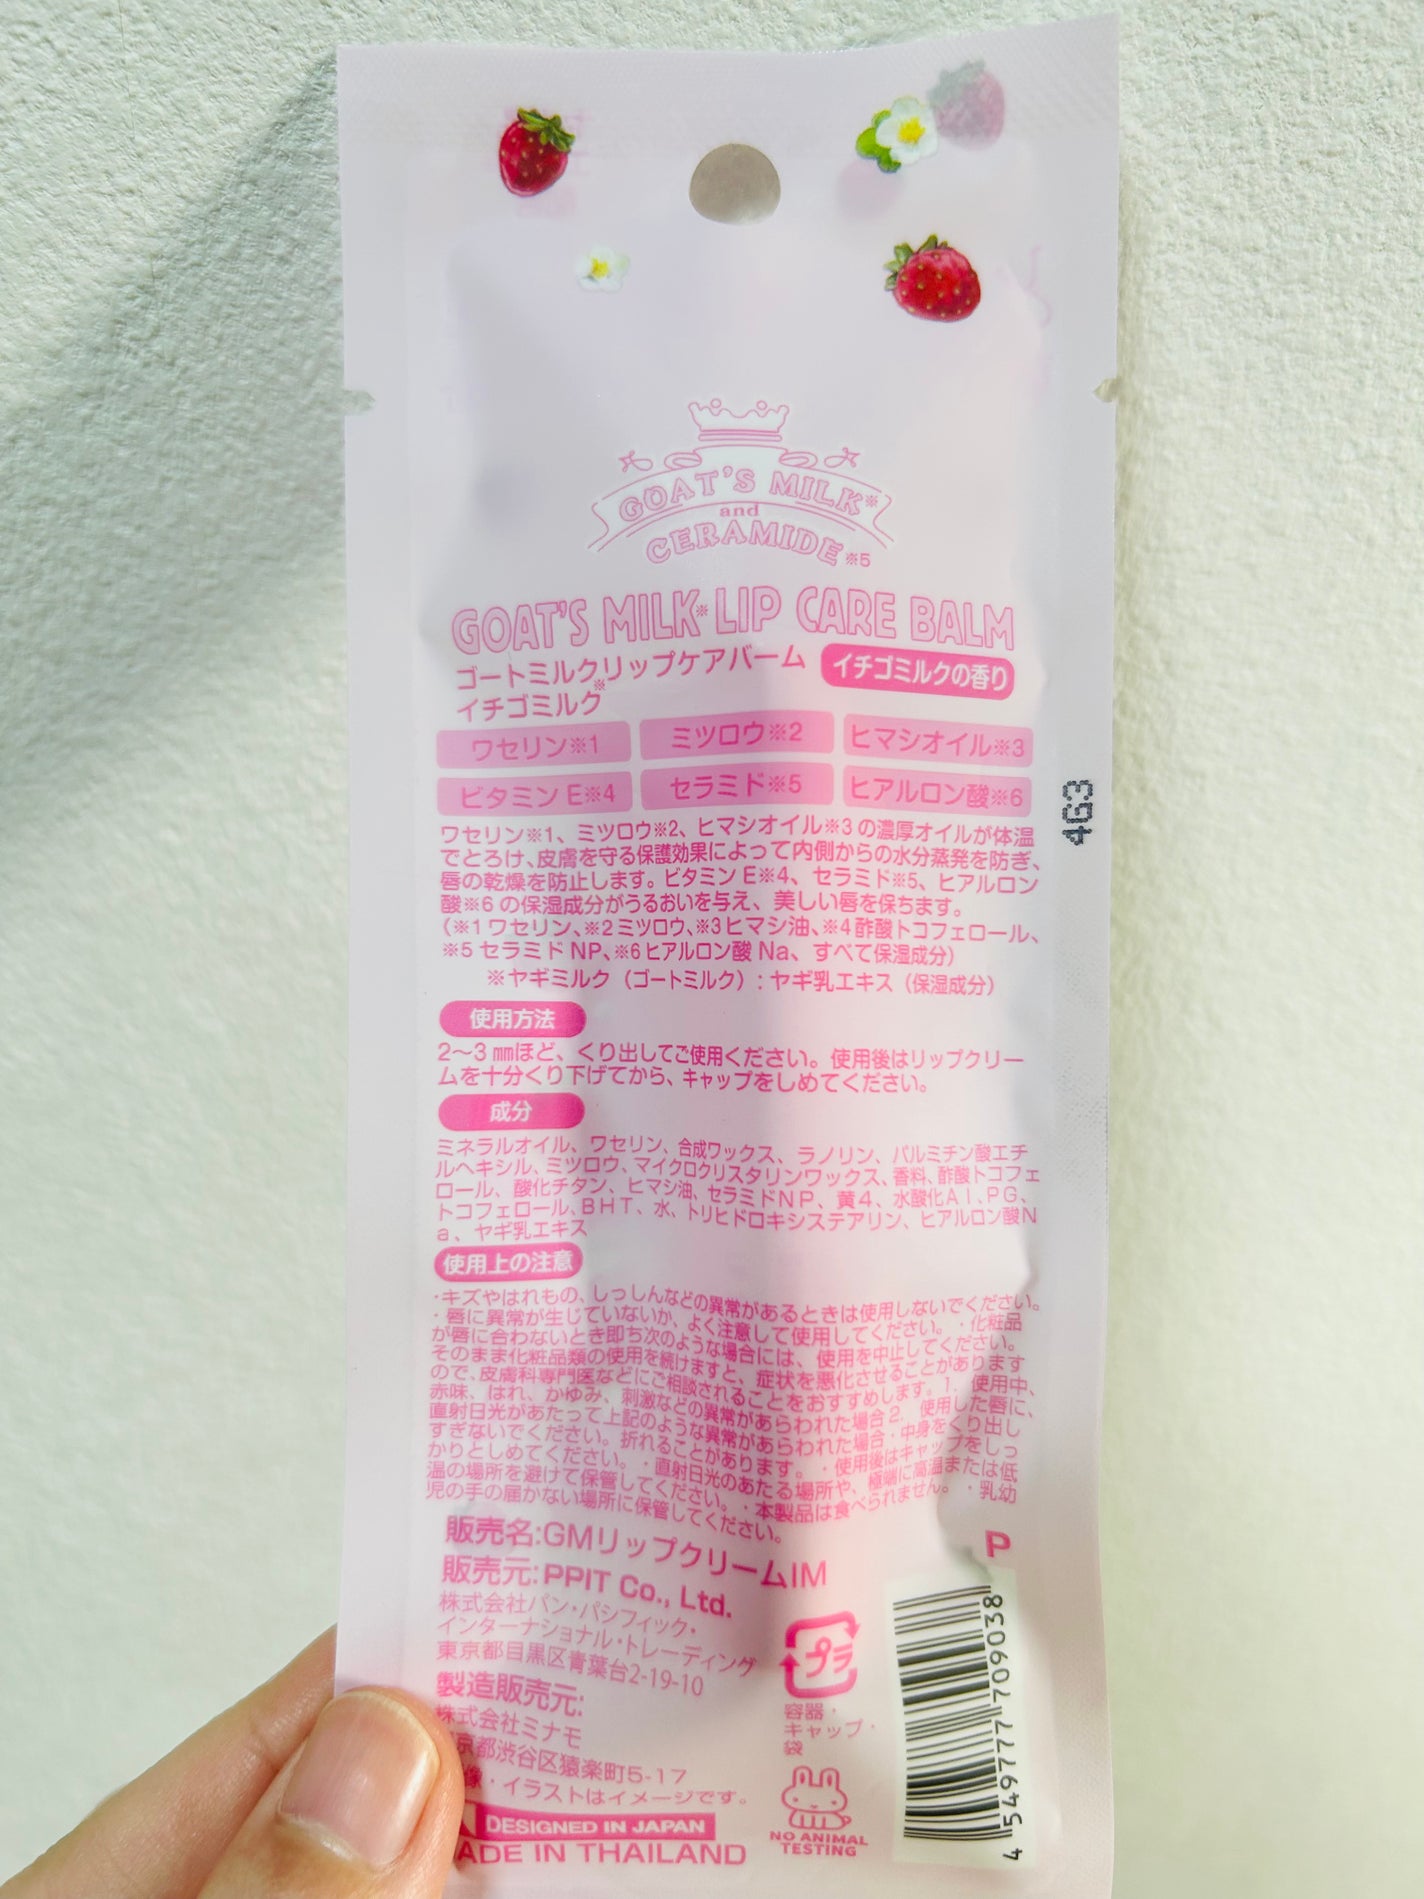 GOAT'S MILK※
and
CERAMIDE※5
GOAT'S MILK※ LIP CARE BALM
ゴートミルク※リップケアバーム
イチゴミルクの香り
イチゴミルク
ワセリン※1
ミツロウ※2
ヒマシオイル※3
ビタミンE※4
セラミド※5
ヒアルロン酸※6
4G3
ワセリン※1、ミツロウ※2、ヒマシオイル※3の濃厚オイルが体温
でとろけ、皮膚を守る保護効果によって内側からの水分蒸発を防ぎ、
唇の乾燥を防止します。ビタミンE※4、セラミド※5、ヒアルロン
酸※6の保湿成分がうるおいを与え、美しい唇を保ちます。
（※1ワセリン、※2ミツロウ、※3ヒマシ油、※4酢酸トコフェロール、
※5セラミドNP、※6ヒアルロン酸Na、すべて保湿成分）
※ヤギミルク（ゴートミルク）：ヤギ乳エキス（保湿成分）
使用方法
2〜3㎜ほど、くり出してご使用ください。使用後はリップクリー
ムを十分くり下げてから、キャップをしめてください。
成分
ミネラルオイル、ワセリン、合成ワックス、ラノリン、パルミチン酸エチ
ルヘキシル、ミツロウ、マイクロクリスタリンワックス、香料、酢酸トコフェ
ロール、酸化チタン、ヒマシ油、セラミドNP、黄4、水酸化Al、PG、
トコフェロール、BHT、水、トリヒドロキシステアリン、ヒアルロン酸N
a、ヤギ乳エキス
使用上の注意
・キズやはれもの、しっしんなどの異常があるときは使用しないでください。
・唇に異常が生じていないか、よく注意して使用してください。・化粧品
が唇に合わないとき即ち次のような場合には、使用を中止してください。
そのまま化粧品類の使用を続けますと、症状を悪化させることがあります
ので、皮膚科専門医などにご相談されることをおすすめします。1. 使用中、
赤味、はれ、かゆみ、刺激などの異常があらわれた場合2. 使用した唇に、
直射日光があたって上記のような異常があらわれた場合・中身をくり出し
すぎないでください。折れることがあります。・使用後はキャップをしっ
かりとしめてください。・直射日光のあたる場所や、極端に高温または低
温の場所を避けて保管してください。・本製品は食べられません。・乳幼
児の手の届かない場所に保管してください。
販売名:GMリップクリームIM
P
販売元:PPIT Co., Ltd.
株式会社パン・パシフィック・
インターナショナル・トレーディング
東京都目黒区青葉台2-19-10
製造販売元:
株式会社ミナモ
京都渋谷区猿楽町5-17
像・イラストはイメージです。
DESIGNED IN JAPAN
ADE IN THAILAND
プラ
容器・
キャップ・
袋
NO ANIMAL
TESTING
4 549777 709038